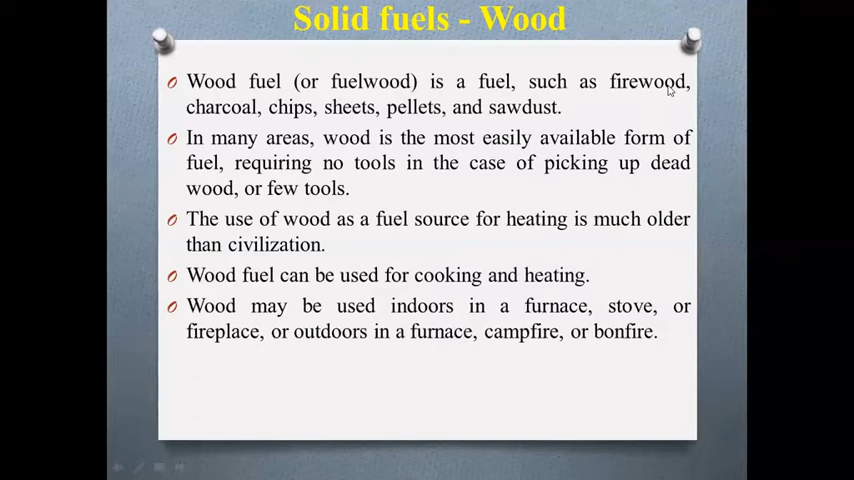 Solid fuels - Wood
Wood fuel (or fuelwood) is a fuel, such as firewood,
charcoal, chips, sheets, pellets, and sawdust.
In many areas, wood is the most easily available form of
fuel, requiring no tools in the case of picking up dead
wood, or few tools.
The use of wood as a fuel source for heating is much older
than civilization.
Wood fuel can be used for cooking and heating.
Wood may be used indoors in a furnace, stove, or
fireplace, or outdoors in a furnace, campfire, or bonfire.